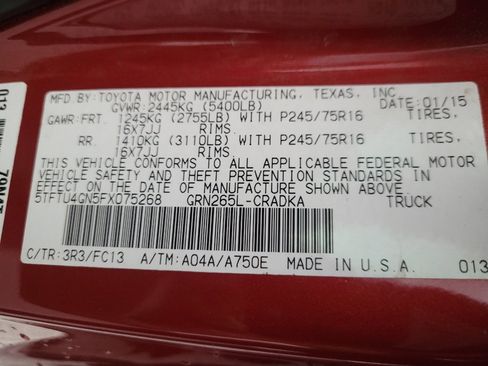 MFD.BY:TOYOTA MOTOR MANUFACTURING, TEXAS, INC.
GVWR:2445KG (5400LB) DATE:01/15
GAWR:FRT. 1245KG (2755LB) WITH P245/75R16 TIRES,
16X7JJ RIMS.
RR. 1410KG (3110LB) WITH P245/75R16 TIRES,
16X7JJ RIMS.
THIS VEHICLE CONFORMS TO ALL APPLICABLE FEDERAL MOTOR
VEHICLE SAFETY AND THEFT PREVENTION STANDARDS IN
EFFECT ON THE DATE OF MANUFACTURE SHOWN ABOVE.
5TFTU4GN5FX075268 GRN265L-CRADKA TRUCK
C/TR:3R3/FC13 A/TM:A04A/A750E MADE IN U.S.A. 013
013